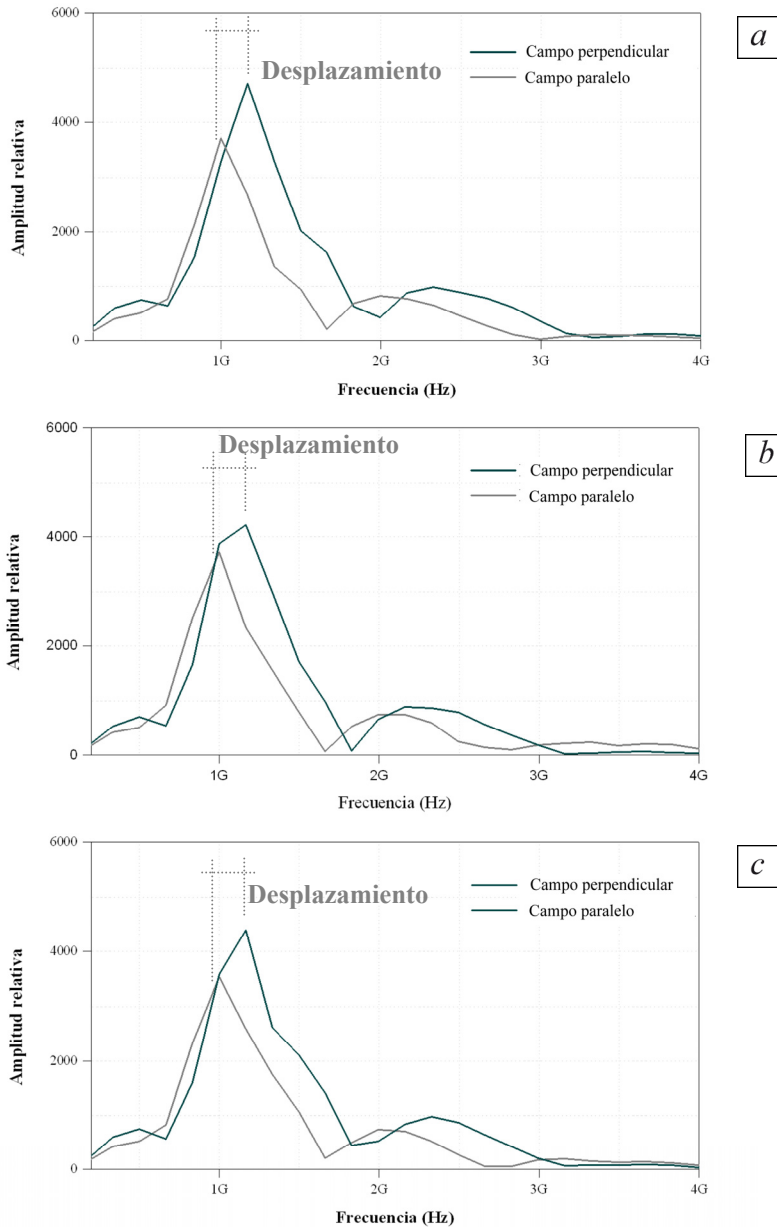 a
6000
Campo perpendicular
Desplazamiento
Campo paralelo
4000
Amplitud relativa
2000
0
1G 2G 3G 4G
Frecuencia (Hz)
b
6000
Desplazamiento
Campo perpendicular
Campo paralelo
4000
Amplitud relativa
2000
0
1G 2G 3G 4G
Frecuencia (Hz)
c
6000
Campo perpendicular
Desplazamiento
Campo paralelo
4000
Amplitud relativa
2000
0
1G 2G 3G 4G
Frecuencia (Hz)